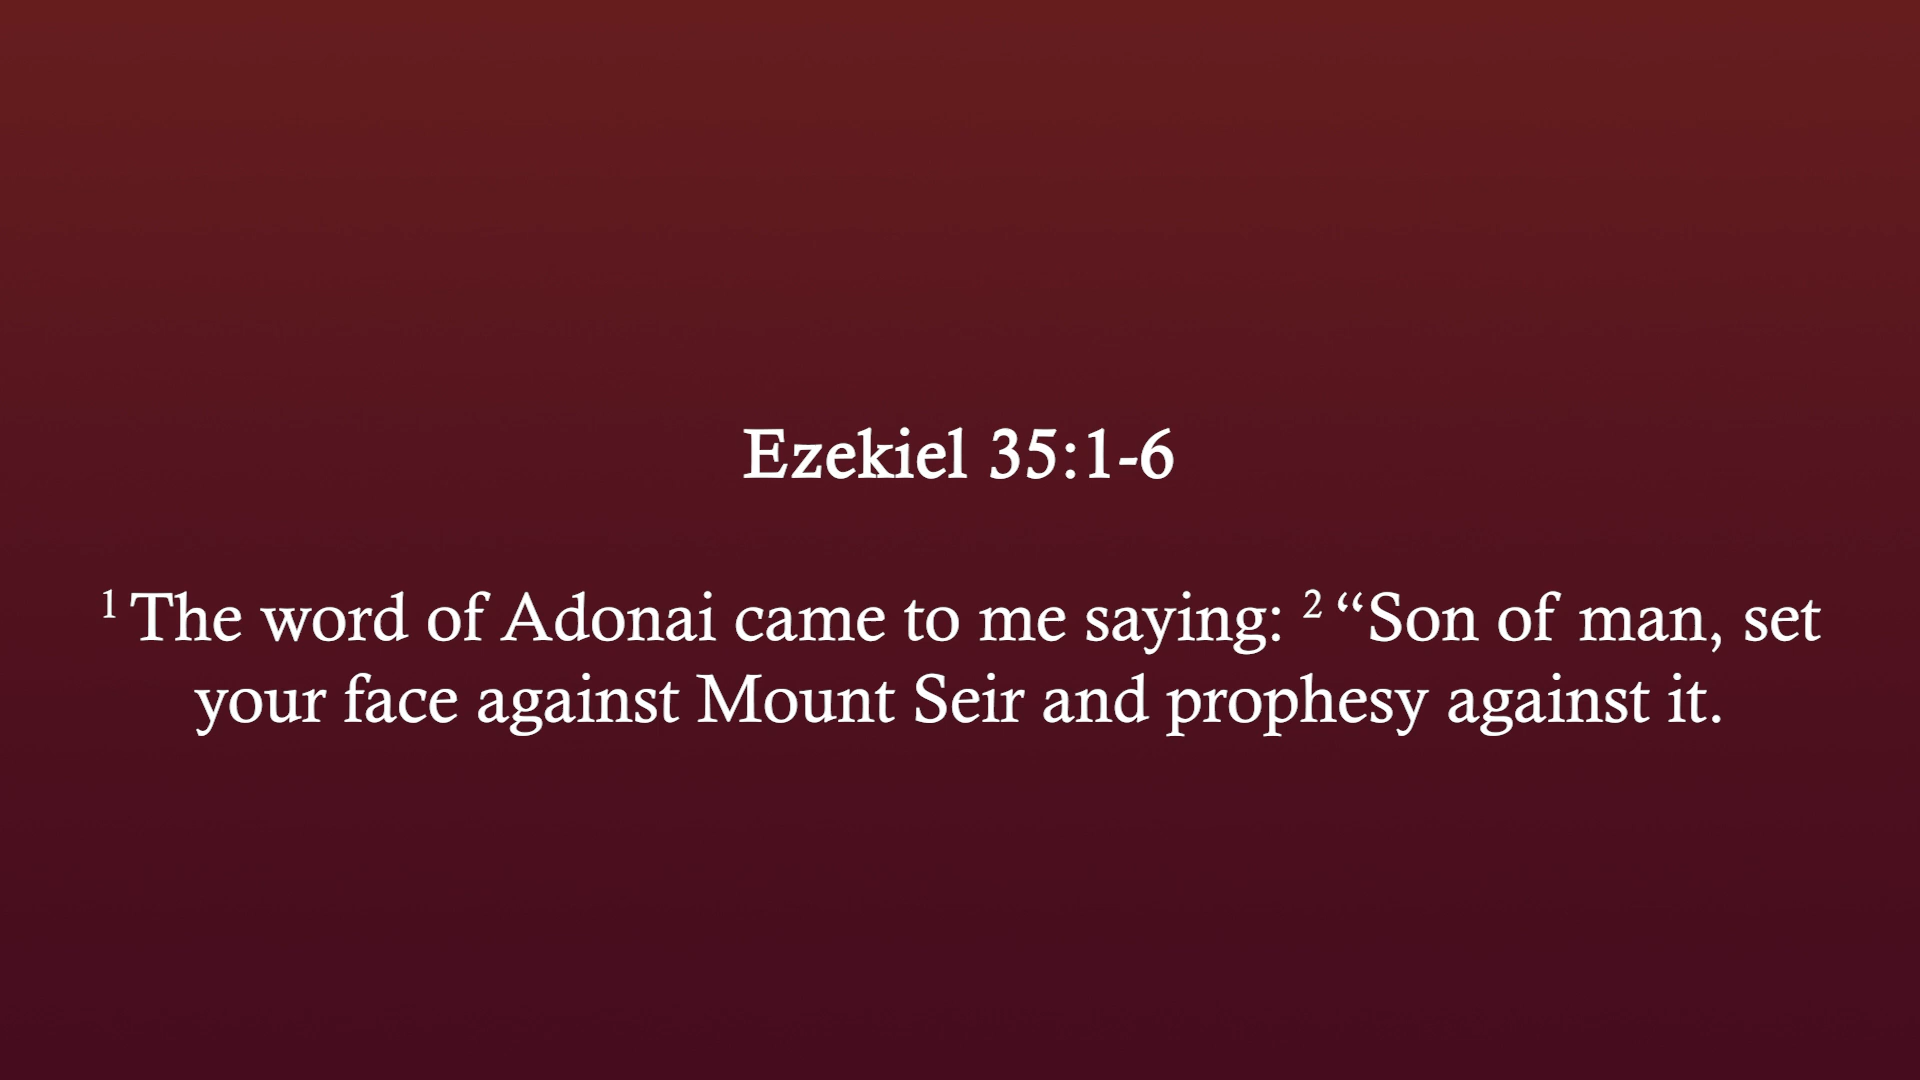 Ezekiel 35:1-6
1 The word of Adonai came to me saying: 2 “Son of man, set
your face against Mount Seir and prophesy against it.